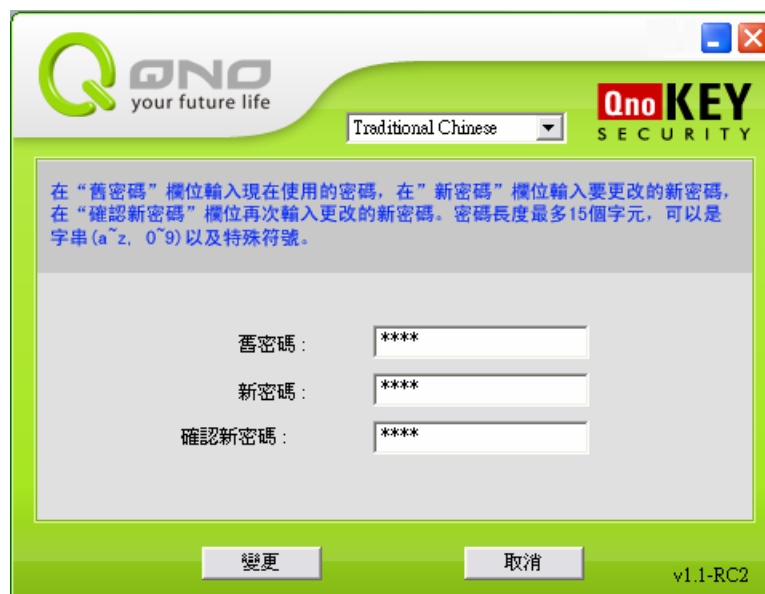 QNO
your future life
Traditional Chinese
Qno KEY
SECURITY
在“舊密碼”欄位輸入現在使用的密碼，在”新密碼”欄位輸入要更改的新密碼，
在“確認新密碼”欄位再次輸入更改的新密碼。密碼長度最多15個字元，可以是
字串(a~z, 0~9)以及特殊符號。
舊密碼 : ****
新密碼 : ****
確認新密碼 : ****
變更 取消
v1.1-RC2